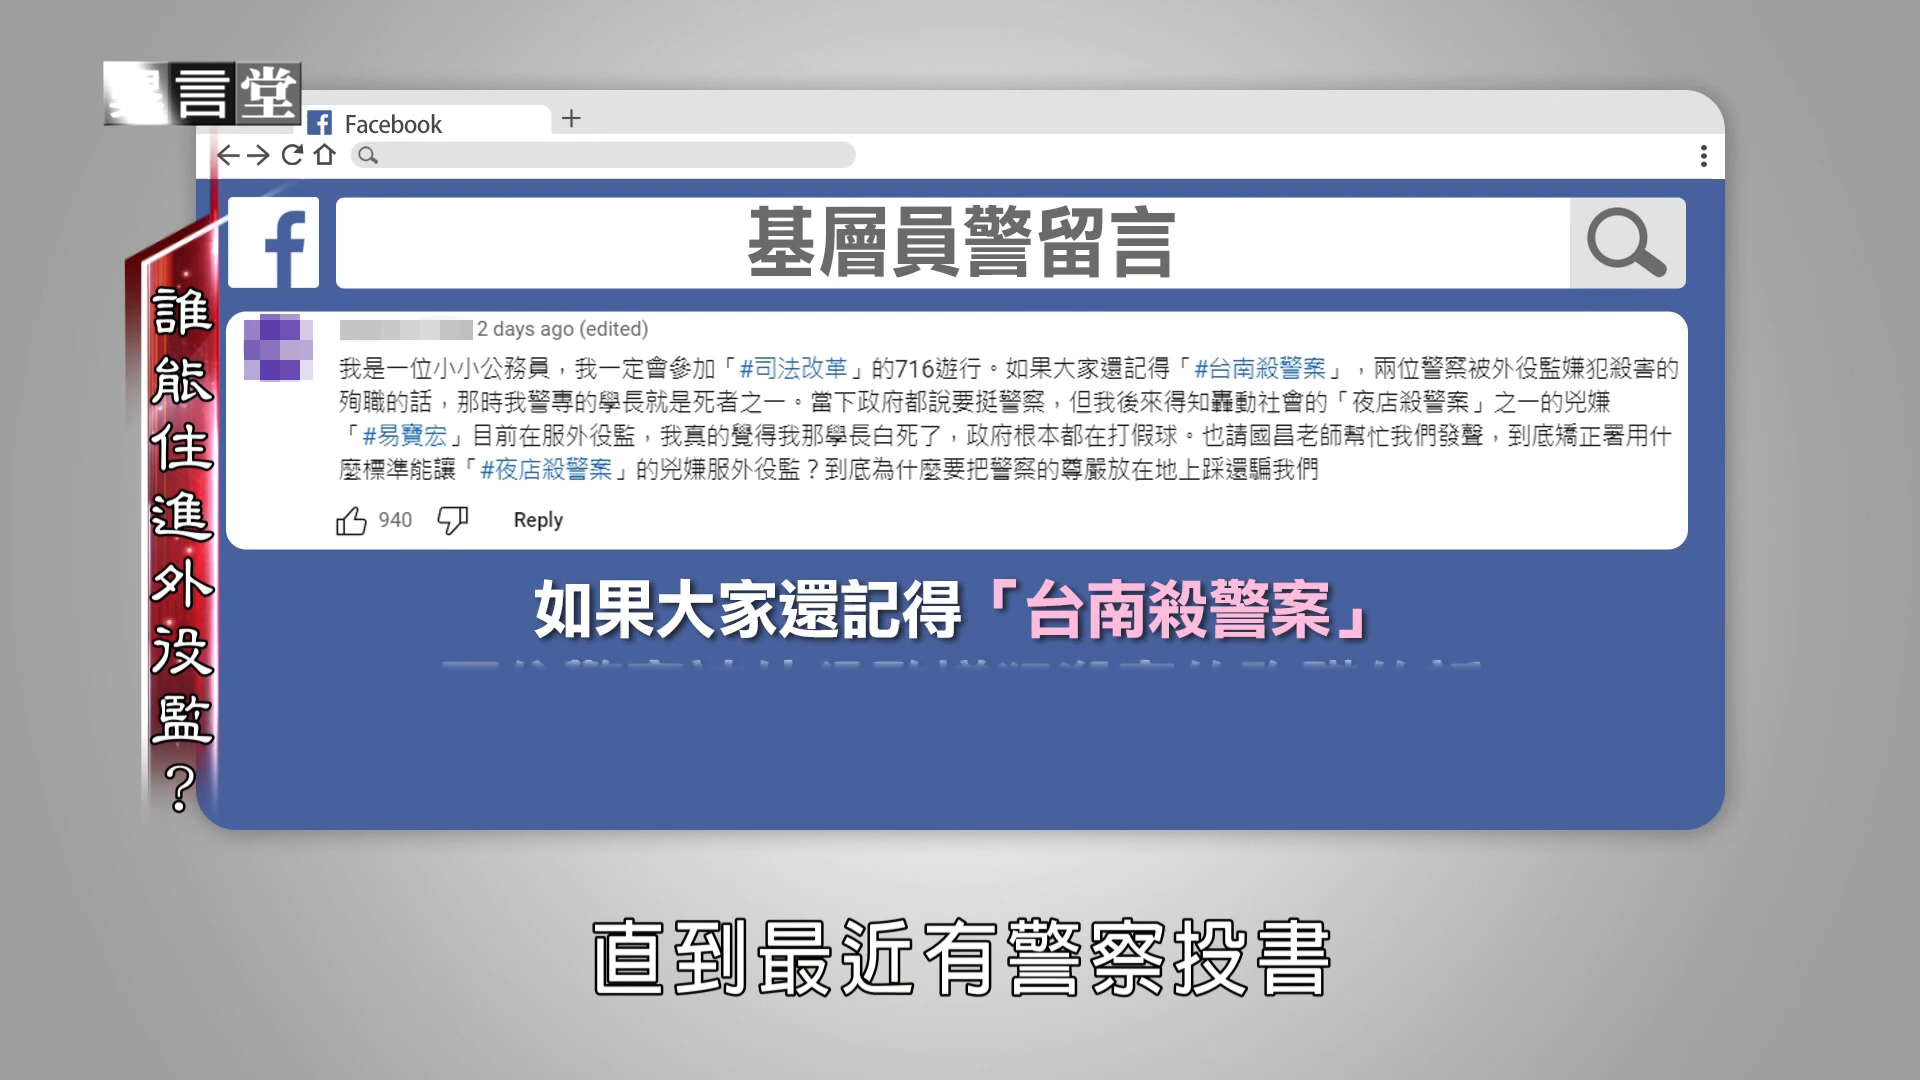 言堂
Facebook
基層員警留言
2 days ago (edited)
我是一位小小公務員，我一定會參加「#司法改革」的716遊行。如果大家還記得「#台南殺警案」，兩位警察被外役監嫌犯殺害的
殉職的話，那時我警專的學長就是死者之一。當下政府都說要挺警察，但我後來得知轟動社會的「夜店殺警案」之一的兇嫌
「#易寶宏」目前在服外役監，我真的覺得我那學長白死了，政府根本都在打假球。也請國昌老師幫忙我們發聲，到底矯正署用什
麼標準能讓「#夜店殺警案」的兇嫌服外役監？到底為什麼要把警察的尊嚴放在地上踩還騙我們
940 Reply
如果大家還記得「台南殺警案」
誰能住進外役監？
直到最近有警察投書